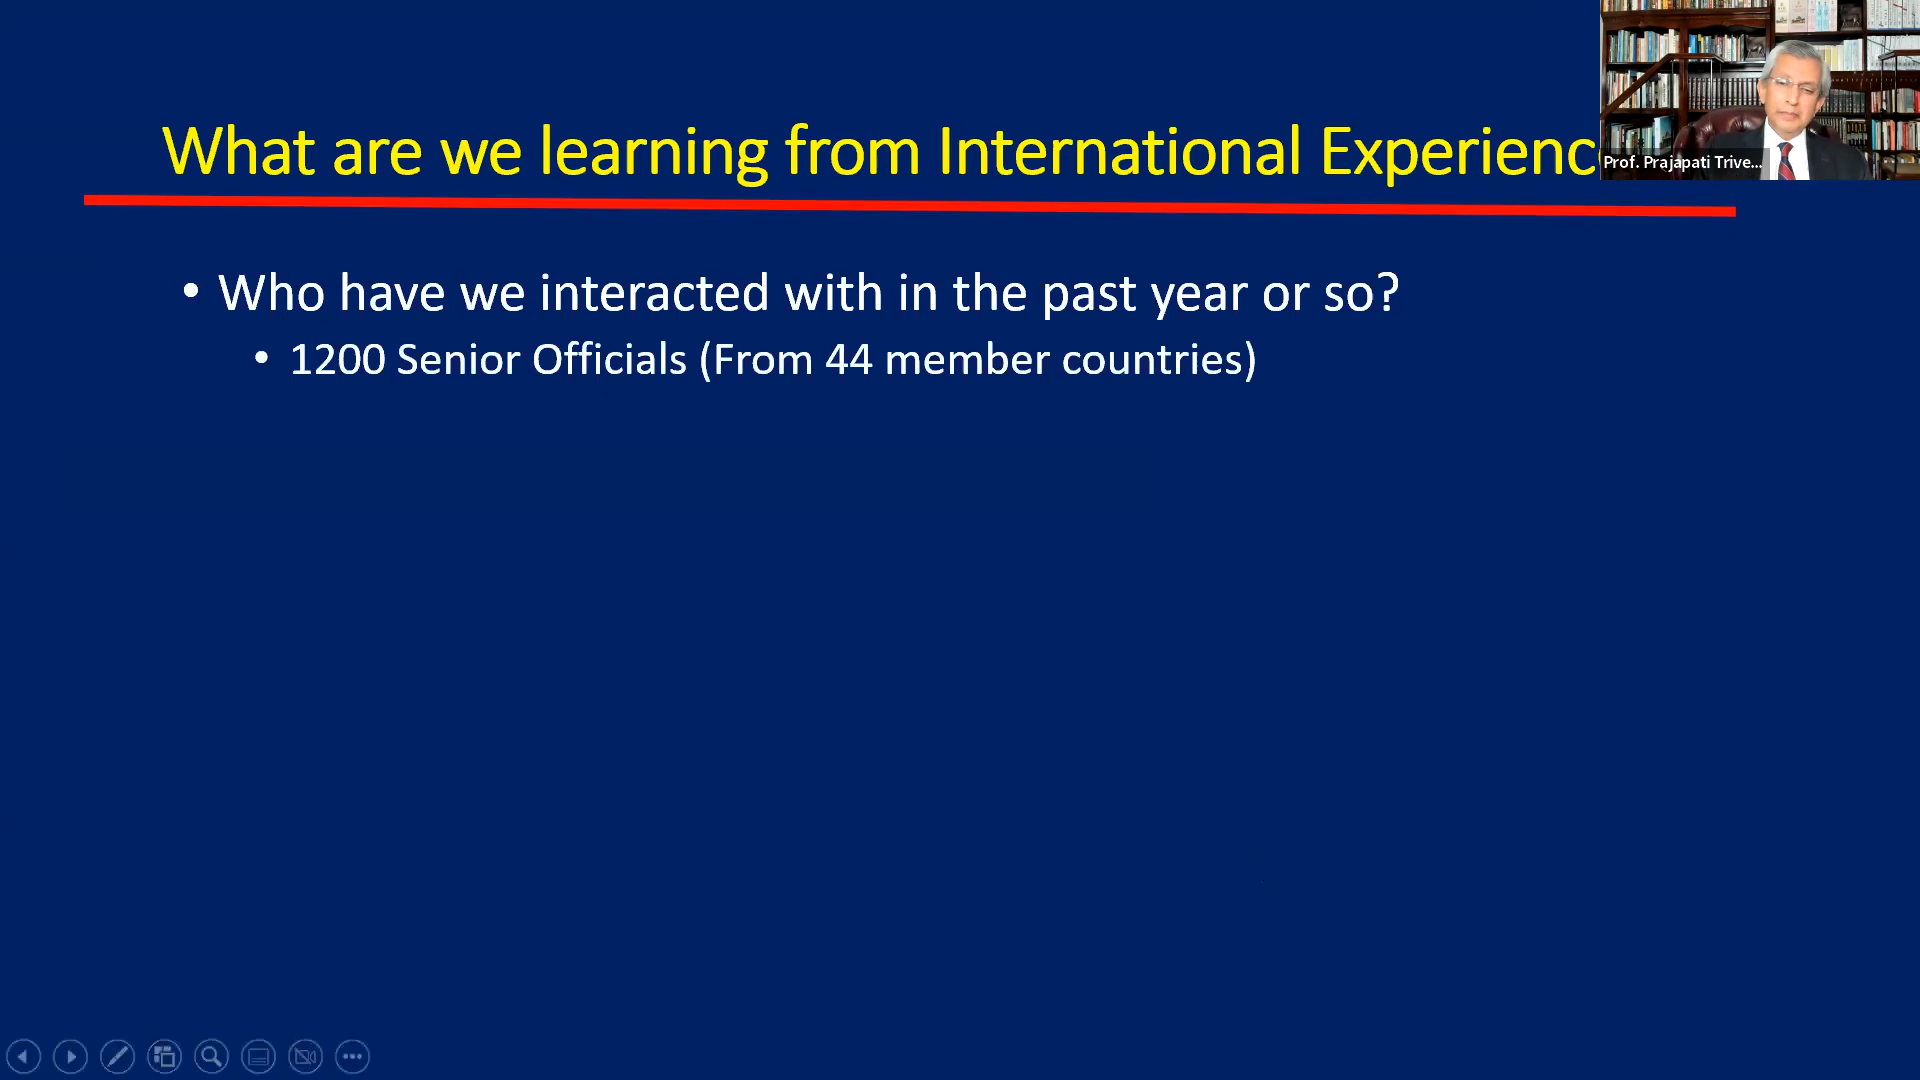 What are we learning from International Experienc
Prof. Prajapati Trive...
• Who have we interacted with in the past year or so?
• 1200 Senior Officials (From 44 member countries)